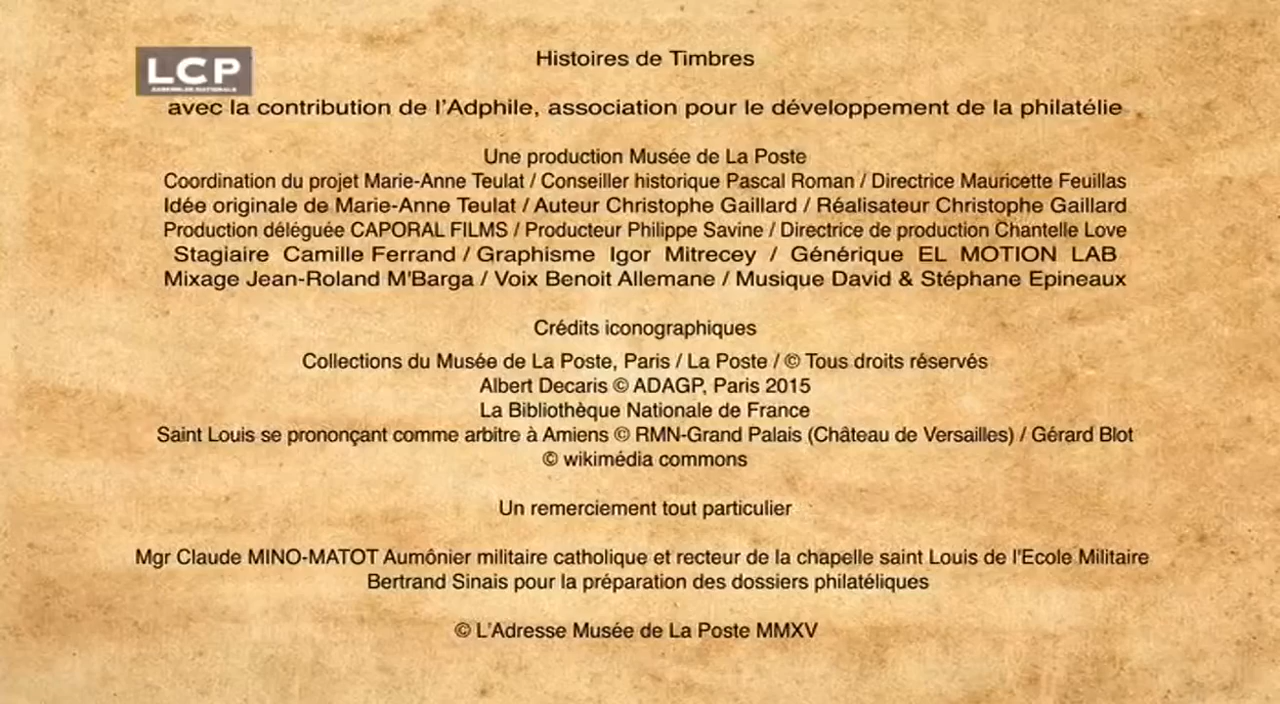 Histoires de Timbres
LCP
ASSEMBLÉE NATIONALE
avec la contribution de l'Adphile, association pour le développement de la philatélie
Une production Musée de La Poste
Coordination du projet Marie-Anne Teulat / Conseiller historique Pascal Roman / Directrice Mauricette Feuillas
Idée originale de Marie-Anne Teulat / Auteur Christophe Gaillard / Réalisateur Christophe Gaillard
Production déléguée CAPORAL FILMS / Producteur Philippe Savine / Directrice de production Chantelle Love
Stagiaire Camille Ferrand / Graphisme Igor Mitrecey / Générique EL MOTION LAB
Mixage Jean-Roland M'Barga / Voix Benoit Allemane / Musique David & Stéphane Epineaux
Crédits iconographiques
Collections du Musée de La Poste, Paris / La Poste / © Tous droits réservés
Albert Decaris © ADAGP, Paris 2015
La Bibliothèque Nationale de France
Saint Louis se prononçant comme arbitre à Amiens © RMN-Grand Palais (Château de Versailles) / Gérard Blot
© wikimédia commons
Un remerciement tout particulier
Mgr Claude MINO-MATOT Aumônier militaire catholique et recteur de la chapelle saint Louis de l'Ecole Militaire
Bertrand Sinais pour la préparation des dossiers philatéliques
© L'Adresse Musée de La Poste MMXV